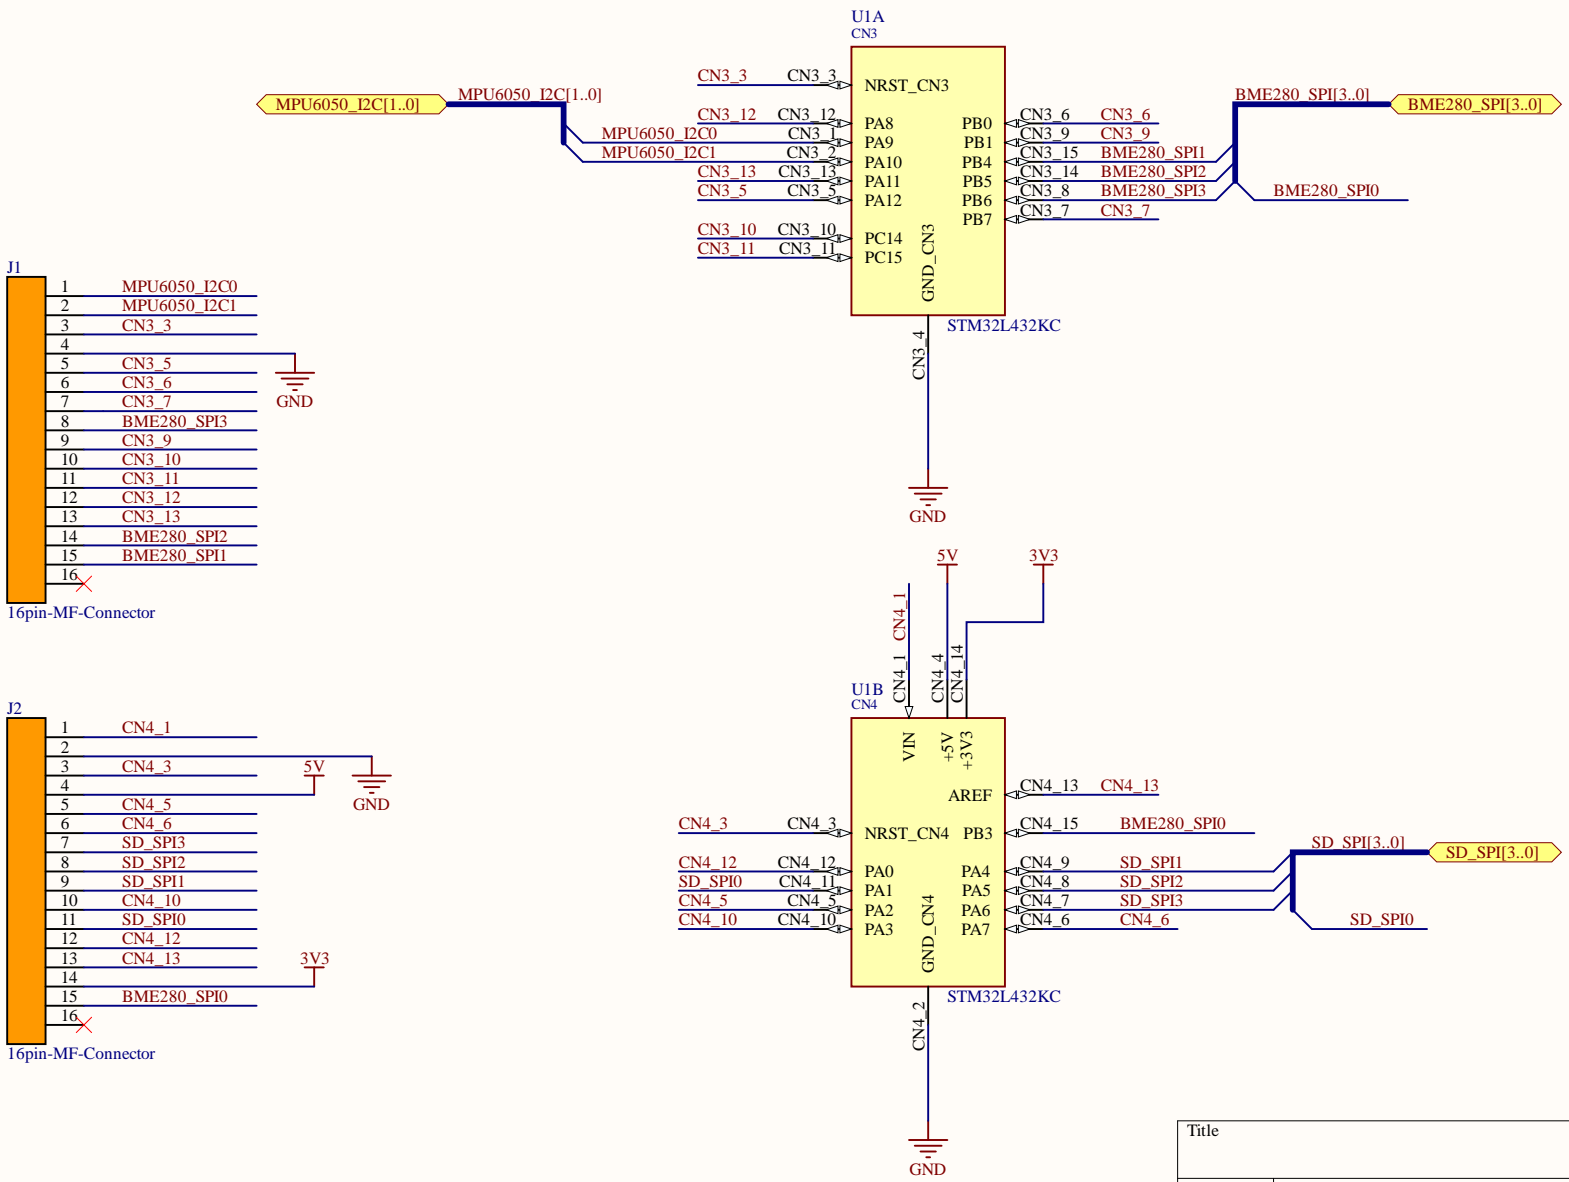 U1A
CN3
MPU6050_I2C[1..0]
MPU6050_I2C[1..0]
CN3_3 CN3_3 NRST_CN3
CN3_12 CN3_12 PA8
MPU6050_I2C0 CN3_1 PA9
MPU6050_I2C1 CN3_2 PA10
CN3_13 CN3_13 PA11
CN3_5 CN3_5 PA12
CN3_10 CN3_10 PC14
CN3_11 CN3_11 PC15
PB0 CN3_6 CN3_6
PB1 CN3_9 CN3_9
PB4 CN3_15 BME280_SPI1
PB5 CN3_14 BME280_SPI2
PB6 CN3_8 BME280_SPI3
PB7 CN3_7 CN3_7
BME280_SPI[3..0]
BME280_SPI[3..0]
BME280_SPI0
GND_CN3
STM32L432KC
CN3_4
GND
J1
1 MPU6050_I2C0
2 MPU6050_I2C1
3 CN3_3
4
5 CN3_5
6 CN3_6
7 CN3_7
8 BME280_SPI3
9 CN3_9
10 CN3_10
11 CN3_11
12 CN3_12
13 CN3_13
14 BME280_SPI2
15 BME280_SPI1
16
GND
16pin-MF-Connector
5V
3V3
CN4_1
CN4_1
CN4_4
CN4_14
U1B
CN4
VIN
+5V
+3V3
AREF CN4_13 CN4_13
CN4_3 CN4_3 NRST_CN4
PB3 CN4_15 BME280_SPI0
CN4_12 CN4_12 PA0
SD_SPI0 CN4_11 PA1
CN4_5 CN4_5 PA2
CN4_10 CN4_10 PA3
PA4 CN4_9 SD_SPI1
PA5 CN4_8 SD_SPI2
PA6 CN4_7 SD_SPI3
PA7 CN4_6 CN4_6
SD_SPI[3..0]
SD_SPI[3..0]
SD_SPI0
GND_CN4
STM32L432KC
CN4_2
GND
J2
1 CN4_1
2
3 CN4_3
4
5 CN4_5
6 CN4_6
7 SD_SPI3
8 SD_SPI2
9 SD_SPI1
10 CN4_10
11 SD_SPI0
12 CN4_12
13 CN4_13
14
15 BME280_SPI0
16
5V
GND
3V3
16pin-MF-Connector
Title